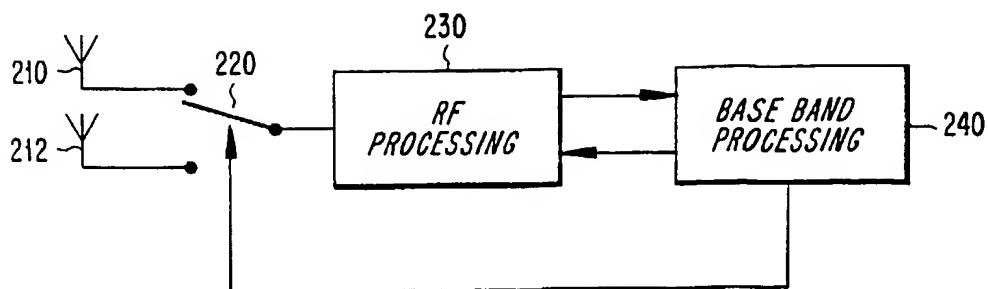 230
210
220
RF
PROCESSING
BASE BAND
PROCESSING
240
212